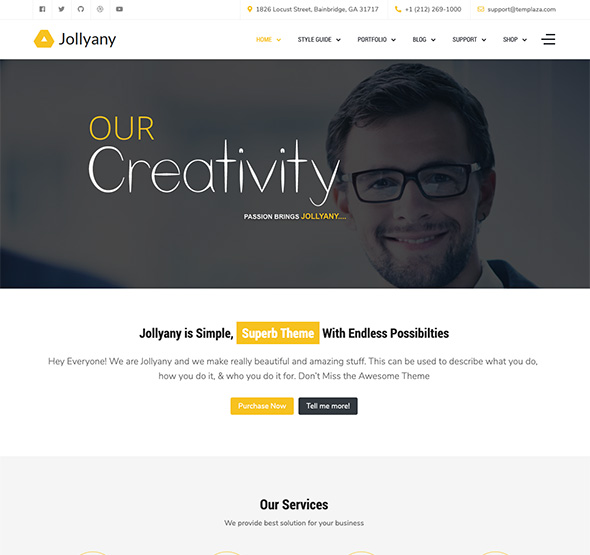 1826 Locust Street, Bainbridge, GA 31717 +1 (212) 269-1000 support@templaza.com
Jollyany HOME STYLE GUIDE PORTFOLIO BLOG SUPPORT SHOP
OUR
Creativity
PASSION BRINGS JOLLYANY....
Jollyany is Simple, Superb Theme With Endless Possibilties
Hey Everyone! We are Jollyany and we make really beautiful and amazing stuff. This can be used to describe what you do,
how you do it, & who you do it for. Don't Miss the Awesome Theme
Purchase Now Tell me more!
Our Services
We provide best solution for your business